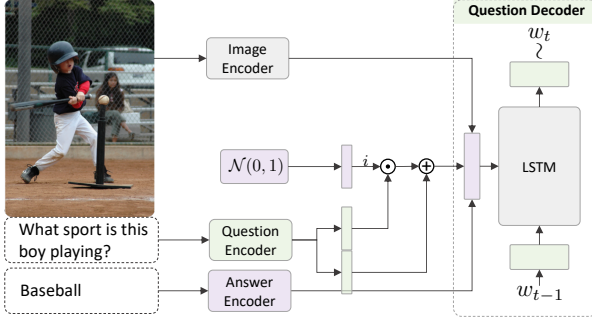 Question Decoder
w_t
Image
Encoder
N(0, 1)
i
LSTM
What sport is this
boy playing?
Question
Encoder
Baseball
Answer
Encoder
w_{t-1}